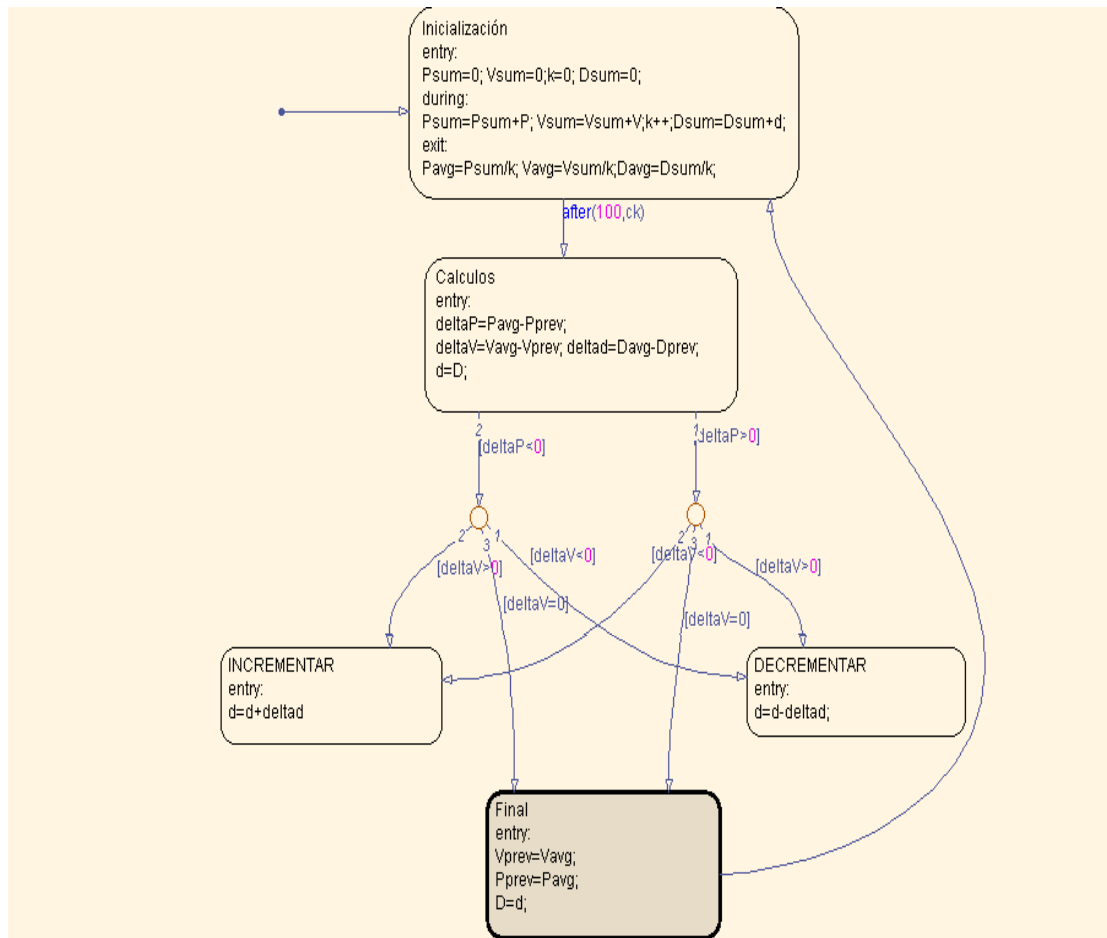 Inicialización
entry:
Psum=0; Vsum=0;k=0; Dsum=0;
during:
Psum=Psum+P; Vsum=Vsum+V;k++;Dsum=Dsum+d;
exit:
Pavg=Psum/k; Vavg=Vsum/k;Davg=Dsum/k;
after(100,ck)
Calculos
entry:
deltaP=Pavg-Pprev;
deltaV=Vavg-Vprev; deltad=Davg-Dprev;
d=D;
2
[deltaP<0]
1
[deltaP>0]
2
3
1
[deltaV>0]
[deltaV=0]
[deltaV<0]
2
3
1
[deltaV<0]
[deltaV=0]
[deltaV>0]
INCREMENTAR
entry:
d=d+deltad
DECREMENTAR
entry:
d=d-deltad;
Final
entry:
Vprev=Vavg;
Pprev=Pavg;
D=d;